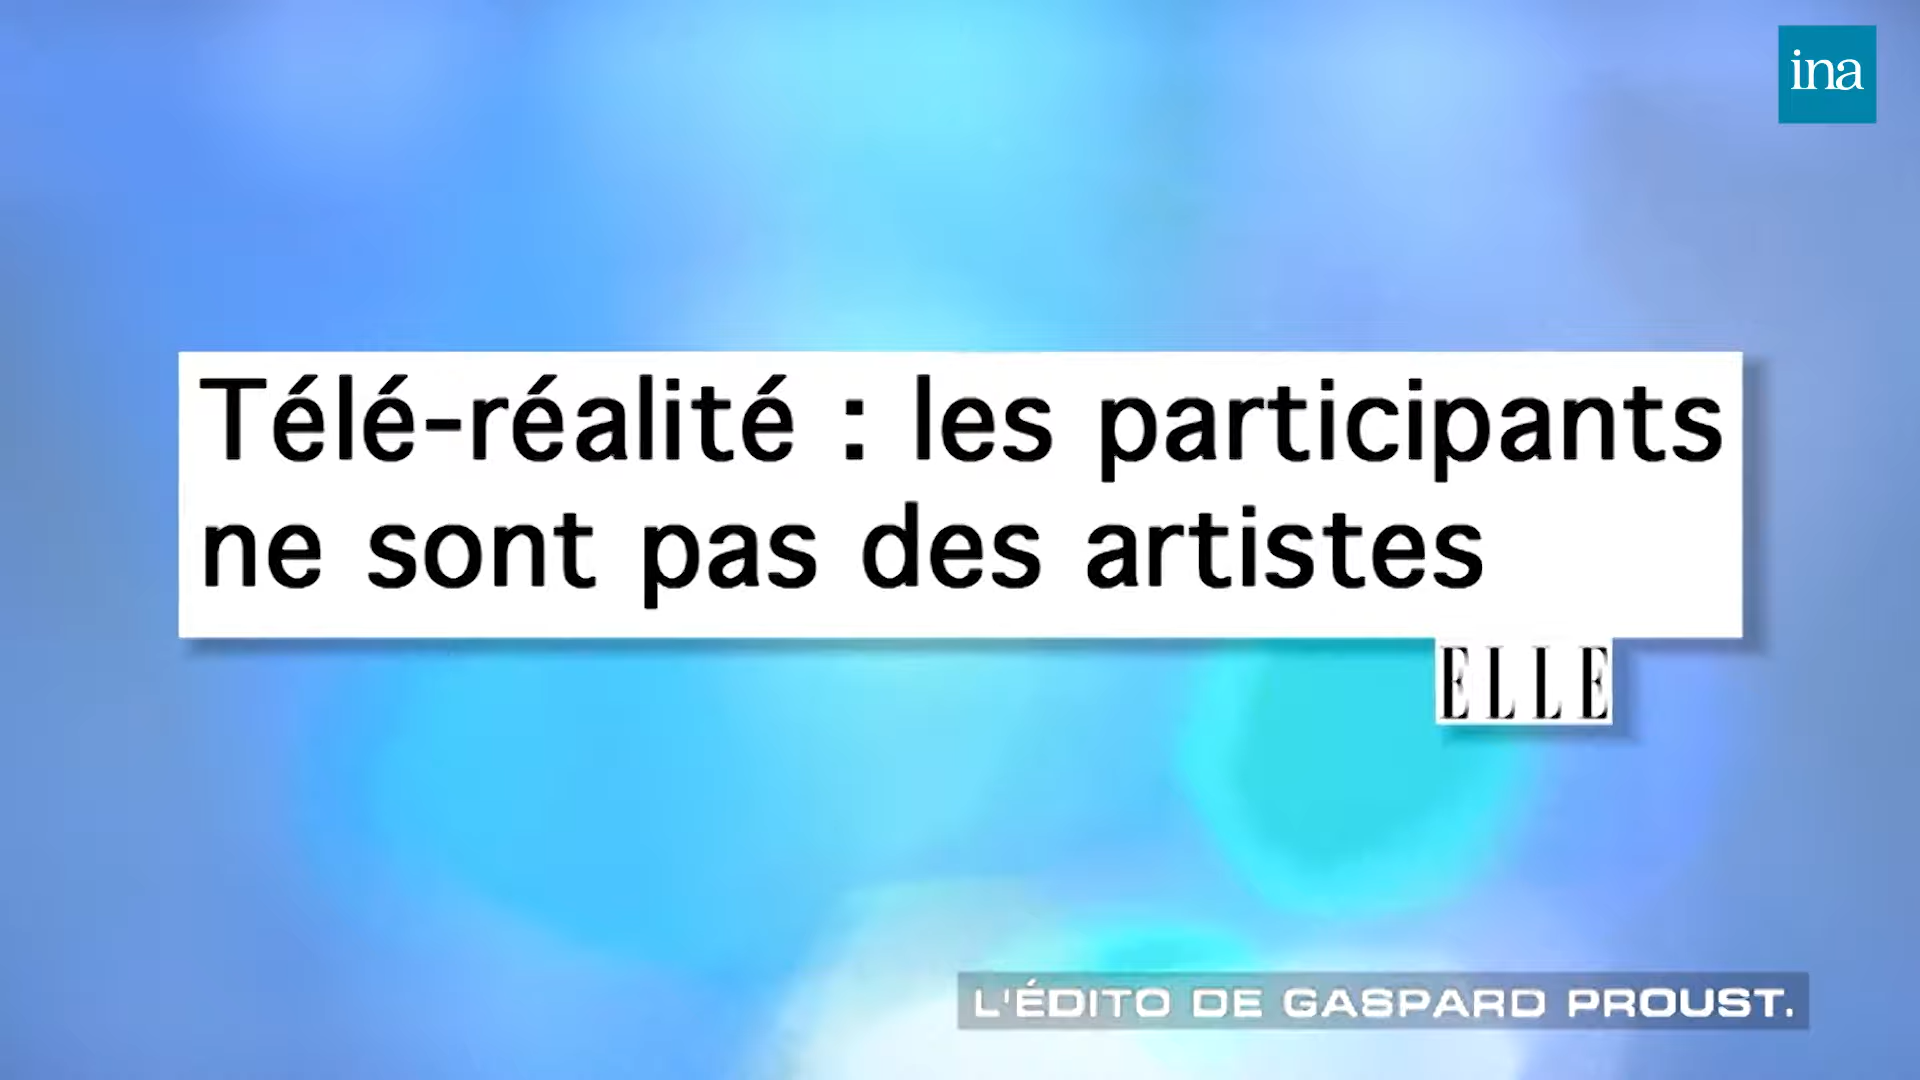 ina
Télé-réalité : les participants
ne sont pas des artistes
ELLE
L'ÉDITO DE GASPARD PROUST.